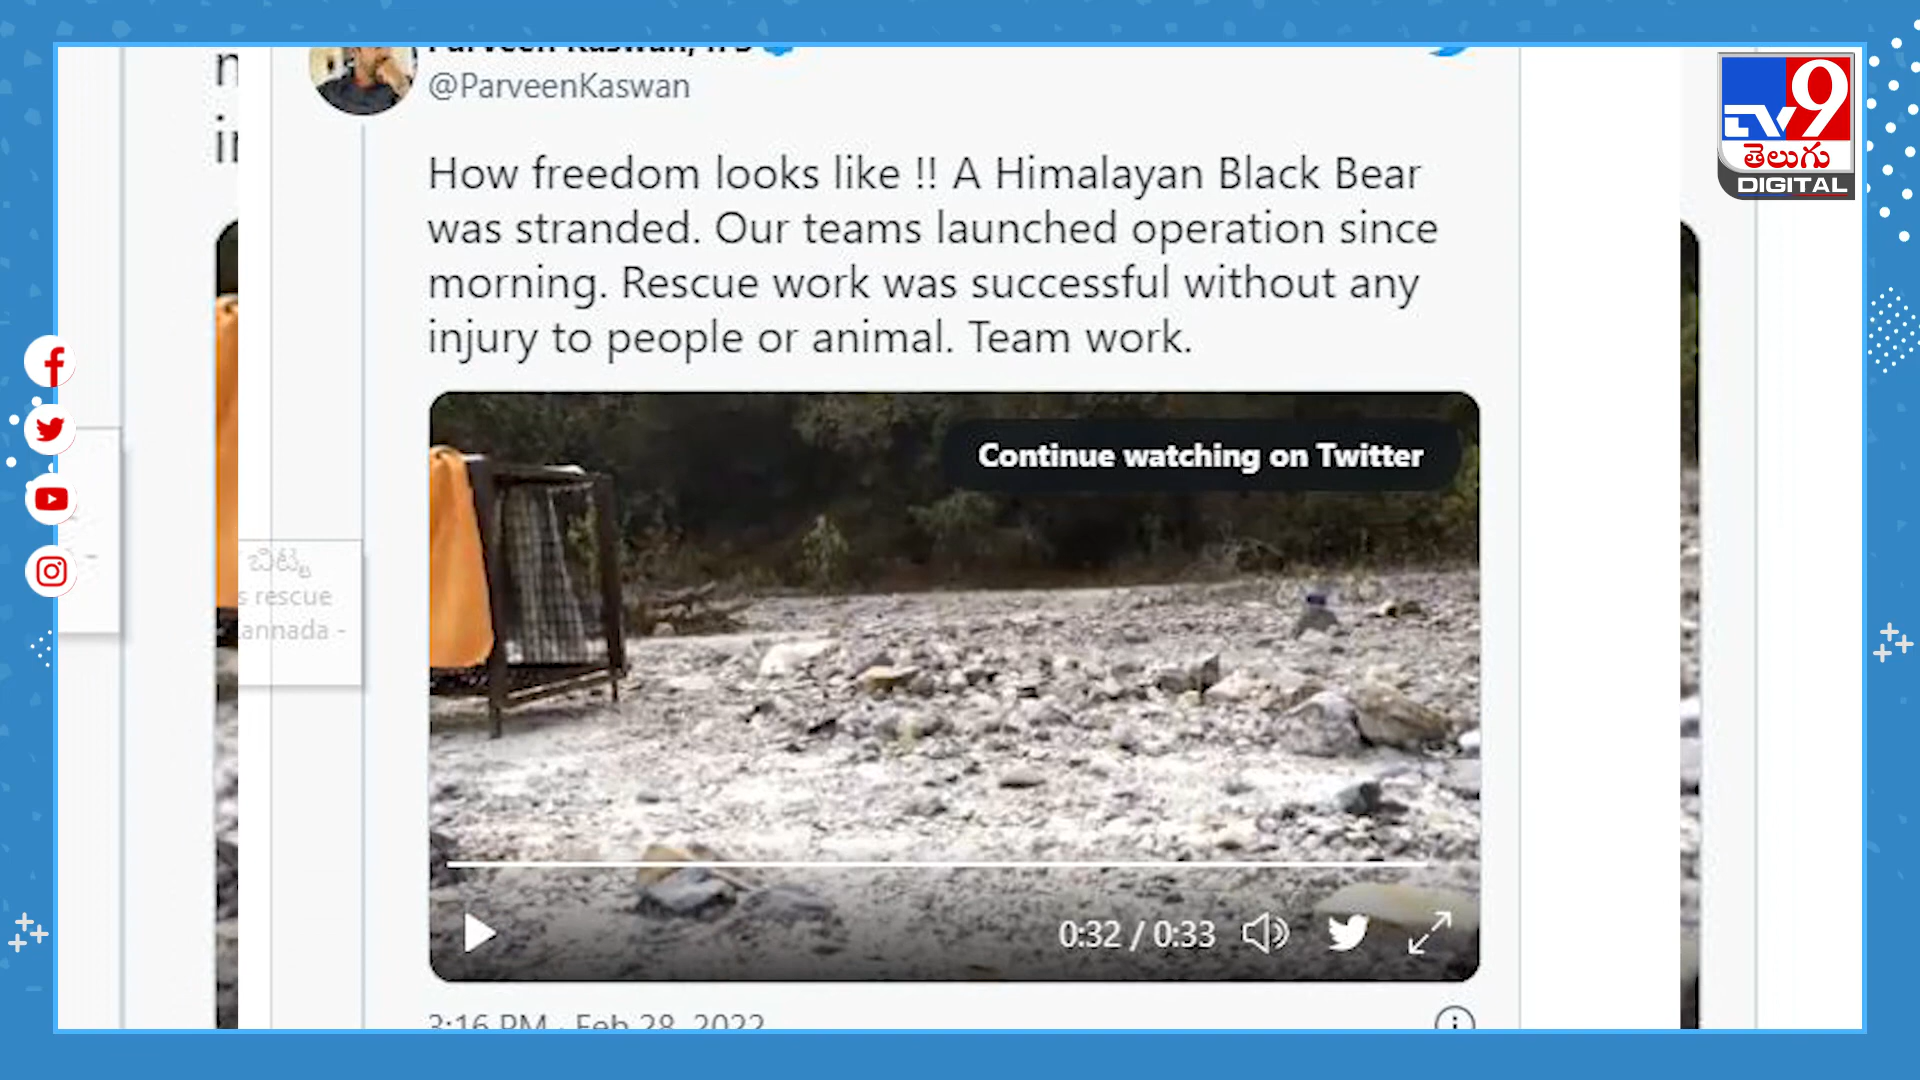 @ParveenKaswan
How freedom looks like !! A Himalayan Black Bear
was stranded. Our teams launched operation since
morning. Rescue work was successful without any
injury to people or animal. Team work.
Continue watching on Twitter
0:32 / 0:33
3:16 PM · Feb 28, 2022
s rescue
annada -
TV9
తెలుగు
DIGITAL